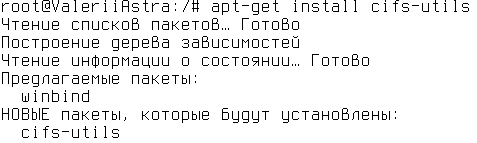 root@ValeriiAstra:/# apt-get install cifs-utils
Чтение списков пакетов… Готово
Построение дерева зависимостей
Чтение информации о состоянии… Готово
Предлагаемые пакеты:
  winbind
НОВЫЕ пакеты, которые будут установлены:
  cifs-utils